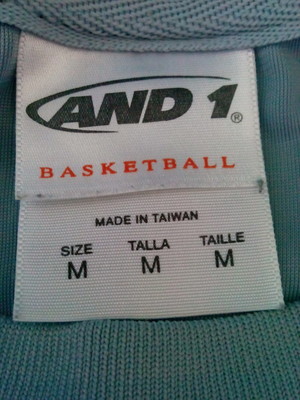 AND 1®
BASKETBALL
MADE IN TAIWAN
SIZE TALLA TAILLE
M M M